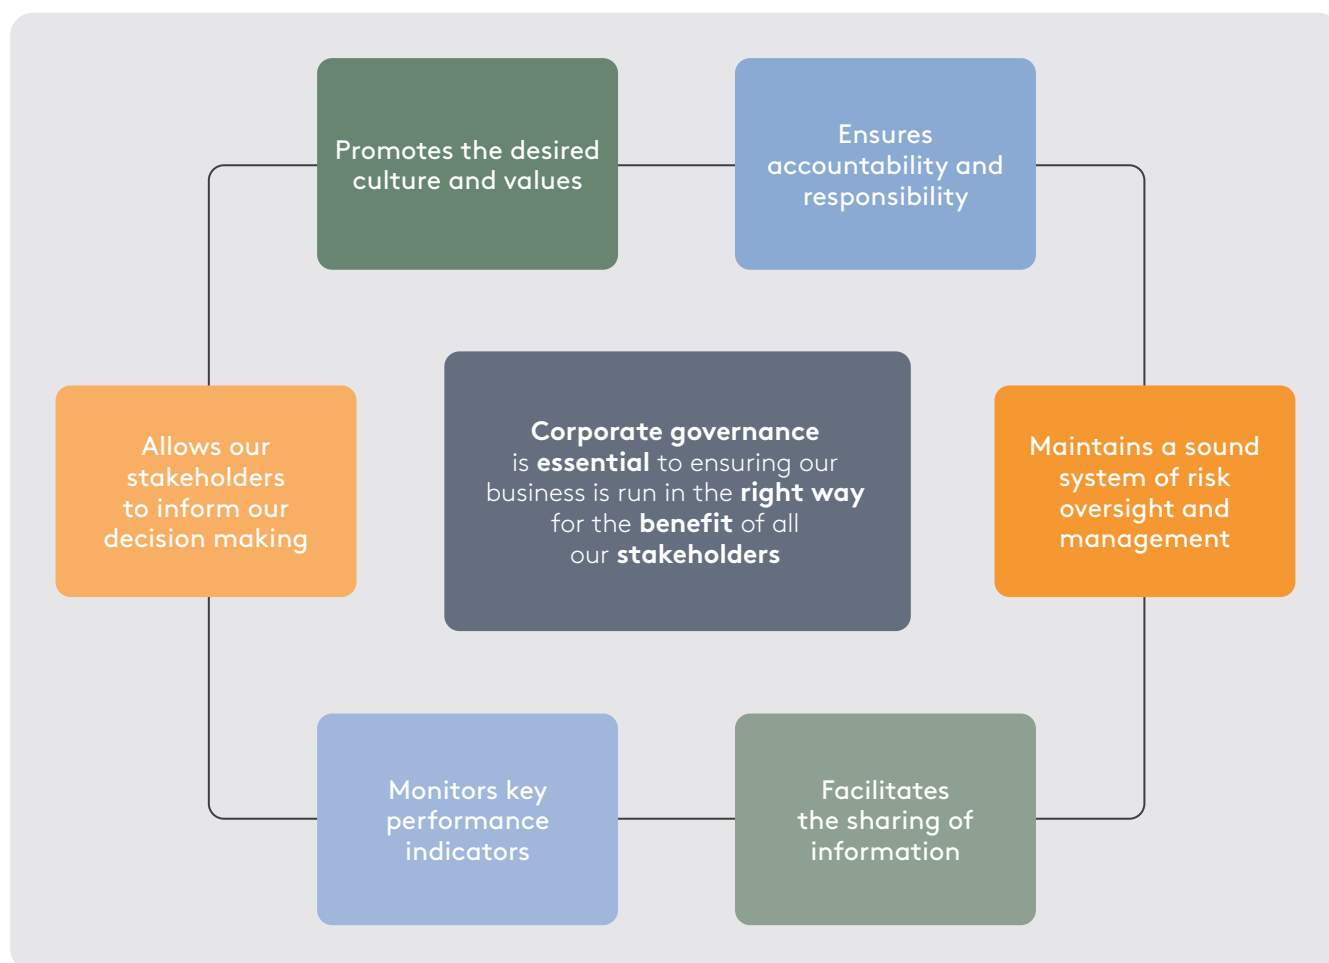 Promotes the desired
culture and values
Ensures
accountability and
responsibility
Allows our
stakeholders
to inform our
decision making
Corporate governance
is essential to ensuring our
business is run in the right way
for the benefit of all
our stakeholders
Maintains a sound
system of risk
oversight and
management
Monitors key
performance
indicators
Facilitates
the sharing of
information